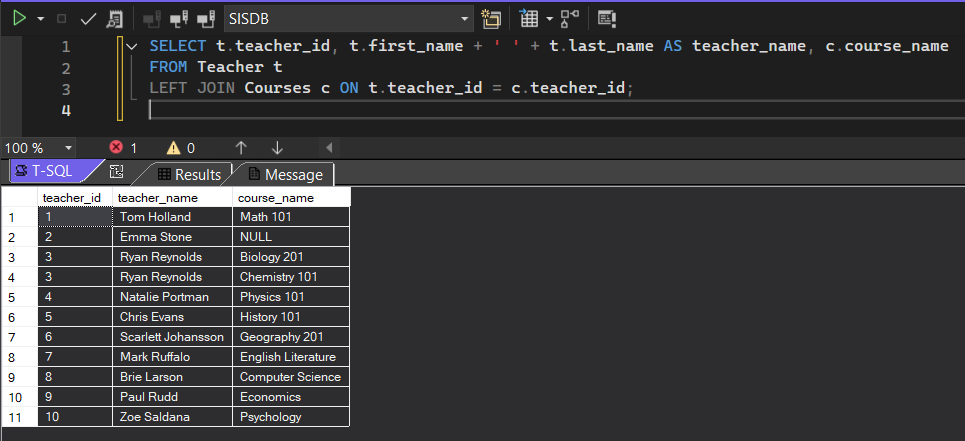 SISDB
1 SELECT t.teacher_id, t.first_name + ' ' + t.last_name AS teacher_name, c.course_name
2 FROM Teacher t
3 LEFT JOIN Courses c ON t.teacher_id = c.teacher_id;
4
100 % 1 0
T-SQL Results Message
teacher_id teacher_name course_name
1 1 Tom Holland Math 101
2 2 Emma Stone NULL
3 3 Ryan Reynolds Biology 201
4 3 Ryan Reynolds Chemistry 101
5 4 Natalie Portman Physics 101
6 5 Chris Evans History 101
7 6 Scarlett Johansson Geography 201
8 7 Mark Ruffalo English Literature
9 8 Brie Larson Computer Science
10 9 Paul Rudd Economics
11 10 Zoe Saldana Psychology